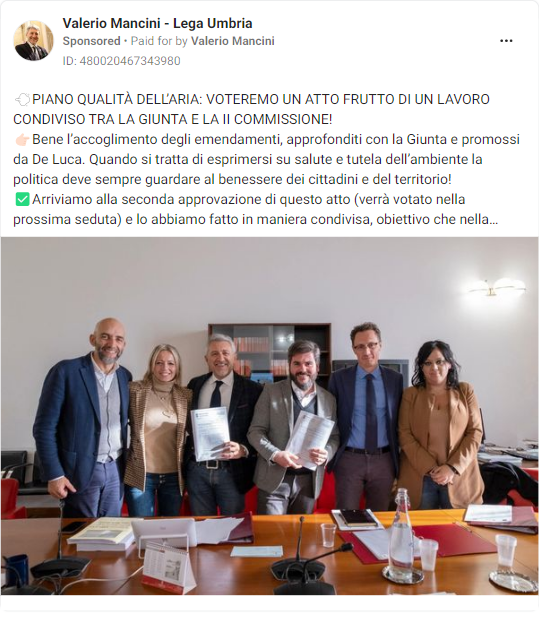 Valerio Mancini - Lega Umbria
Sponsored • Paid for by Valerio Mancini
ID: 480020467343980
💨PIANO QUALITÀ DELL'ARIA: VOTEREMO UN ATTO FRUTTO DI UN LAVORO
CONDIVISO TRA LA GIUNTA E LA II COMMISSIONE!
👉🏻Bene l'accoglimento degli emendamenti, approfonditi con la Giunta e promossi
da De Luca. Quando si tratta di esprimersi su salute e tutela dell'ambiente la
politica deve sempre guardare al benessere dei cittadini e del territorio!
✅Arriviamo alla seconda approvazione di questo atto (verrà votato nella
prossima seduta) e lo abbiamo fatto in maniera condivisa, obiettivo che nella...